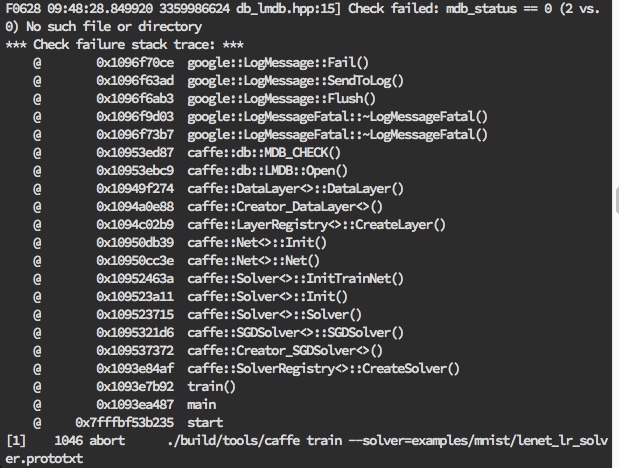 F0628 09:48:28.849920 3359986624 db_lmdb.hpp:15] Check failed: mdb_status == 0 (2 vs.
0) No such file or directory
*** Check failure stack trace: ***
@ 0x1096f70ce google::LogMessage::Fail()
@ 0x1096f63ad google::LogMessage::SendToLog()
@ 0x1096f6ab3 google::LogMessage::Flush()
@ 0x1096f9d03 google::LogMessageFatal::~LogMessageFatal()
@ 0x1096f73b7 google::LogMessageFatal::~LogMessageFatal()
@ 0x10953ed87 caffe::db::MDB_CHECK()
@ 0x10953ebc9 caffe::db::LMDB::Open()
@ 0x10949f274 caffe::DataLayer<>::DataLayer()
@ 0x1094a0e88 caffe::Creator_DataLayer<>()
@ 0x1094c02b9 caffe::LayerRegistry<>::CreateLayer()
@ 0x10950db39 caffe::Net<>::Init()
@ 0x10950cc3e caffe::Net<>::Net()
@ 0x10952463a caffe::Solver<>::InitTrainNet()
@ 0x109523a11 caffe::Solver<>::Init()
@ 0x109523715 caffe::Solver<>::Solver()
@ 0x1095321d6 caffe::SGDSolver<>::SGDSolver()
@ 0x109537372 caffe::Creator_SGDSolver<>()
@ 0x1093e84af caffe::SolverRegistry<>::CreateSolver()
@ 0x1093e7b92 train()
@ 0x1093ea487 main
@ 0x7fffbf53b235 start
[1] 1046 abort ./build/tools/caffe train --solver=examples/mnist/lenet_lr_solv
er.prototxt